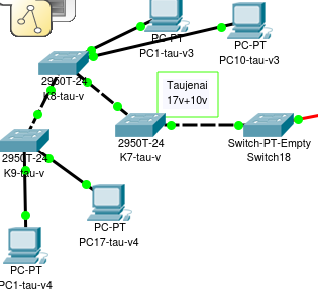 PC-PT
PC1-tau-v3
PC-PT
PC10-tau-v3
2950T-24
K8-tau-v
Taujenai
17v+10v
2950T-24
K7-tau-v
Switch-PT-Empty
Switch18
2950T-24
K9-tau-v
PC-PT
PC17-tau-v4
PC-PT
PC1-tau-v4